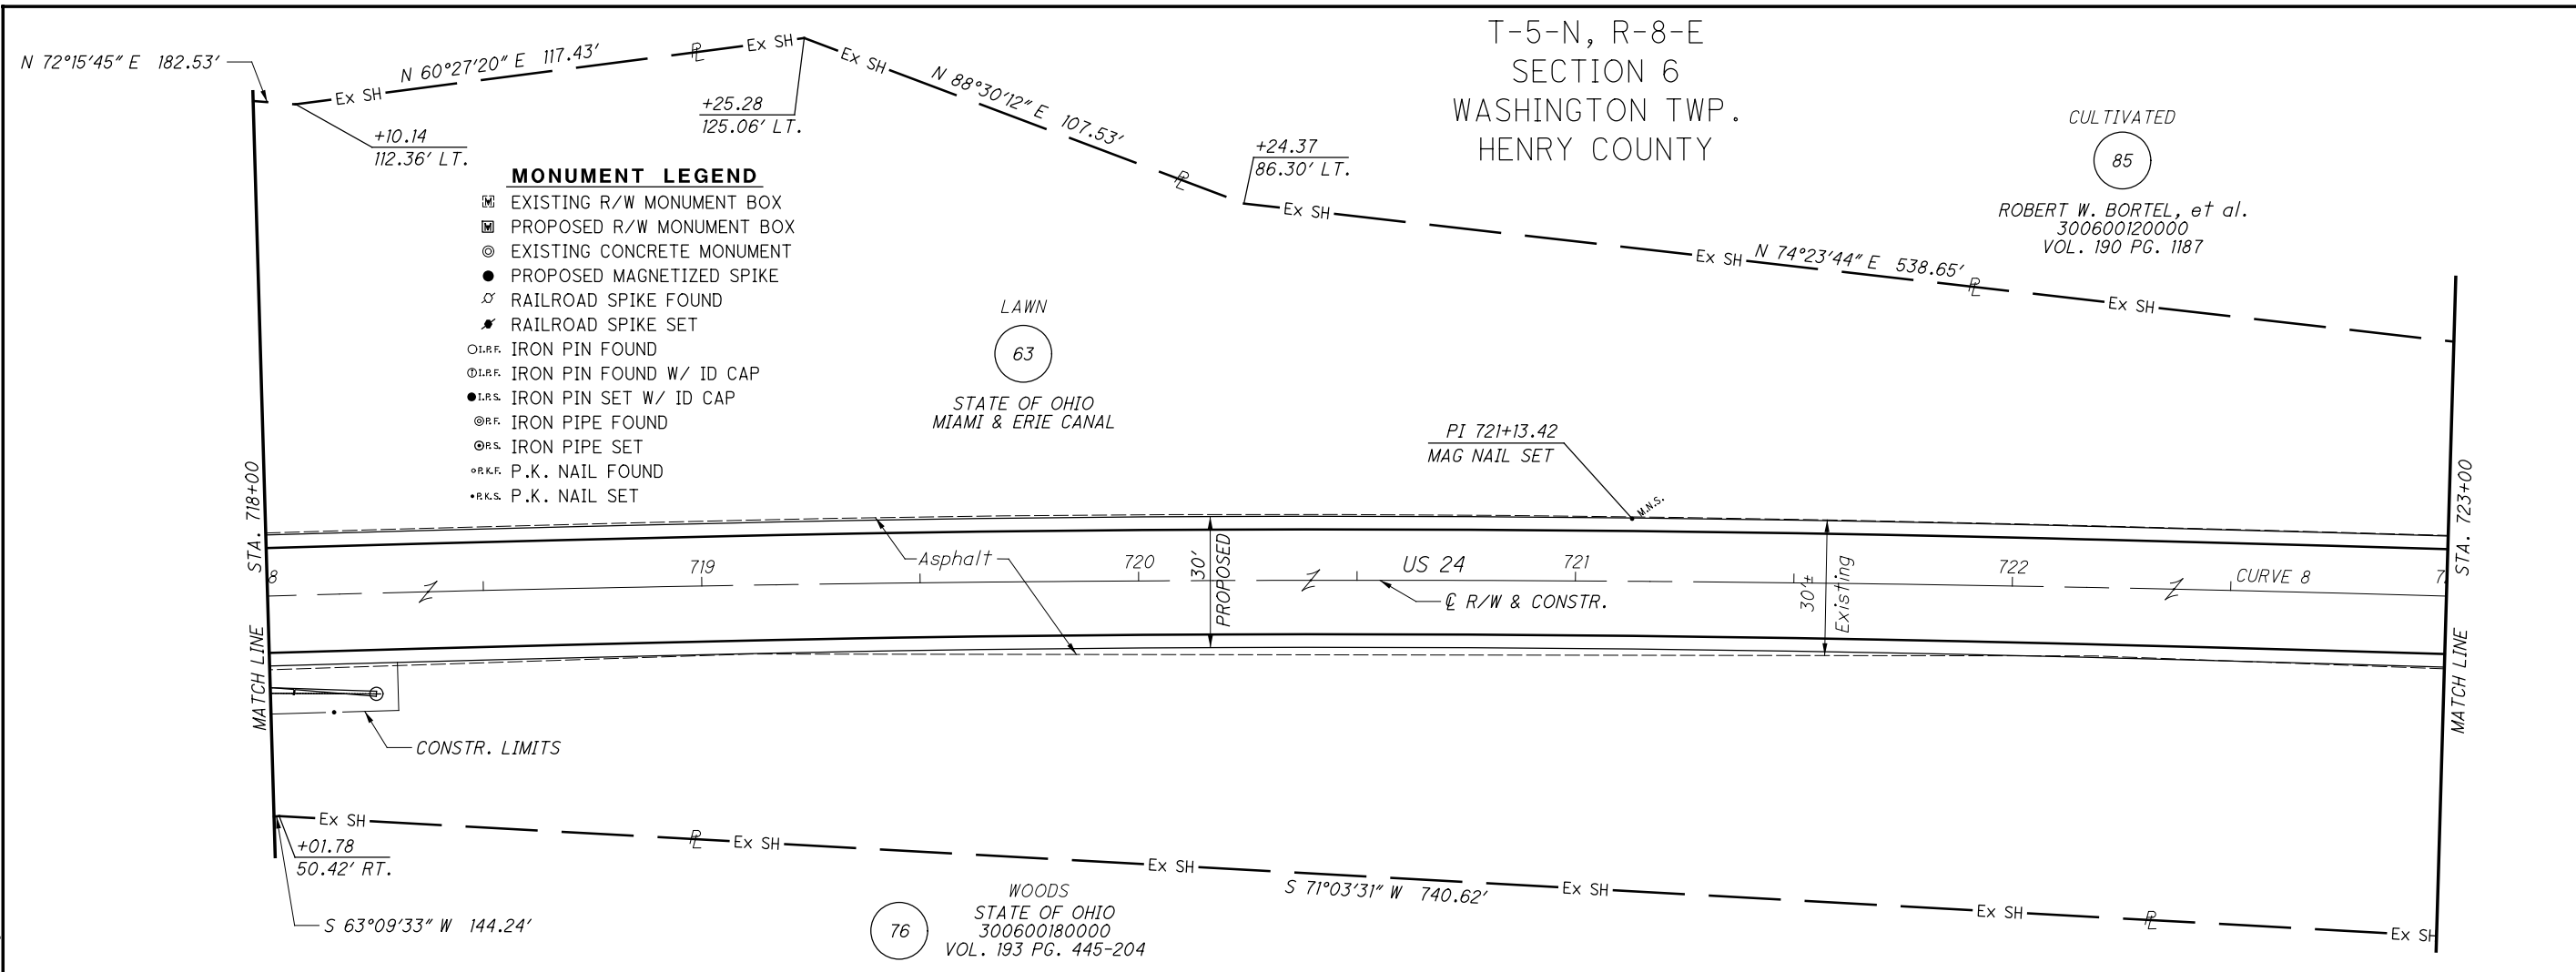 T-5-N, R-8-E
SECTION 6
WASHINGTON TWP.
HENRY COUNTY
N 72°15'45" E 182.53'
Ex SH
N 60°27'20" E 117.43'
PL
Ex SH
+10.14
112.36' LT.
+25.28
125.06' LT.
Ex SH
N 88°30'12" E 107.53'
PL
+24.37
86.30' LT.
Ex SH
Ex SH
N 74°23'44" E 538.65'
PL
Ex SH
CULTIVATED
85
ROBERT W. BORTEL, et al.
300600120000
VOL. 190 PG. 1187
MONUMENT LEGEND
M EXISTING R/W MONUMENT BOX
M PROPOSED R/W MONUMENT BOX
EXISTING CONCRETE MONUMENT
PROPOSED MAGNETIZED SPIKE
RAILROAD SPIKE FOUND
RAILROAD SPIKE SET
I.P.F. IRON PIN FOUND
I.P.F. IRON PIN FOUND W/ ID CAP
I.P.S. IRON PIN SET W/ ID CAP
P.F. IRON PIPE FOUND
P.S. IRON PIPE SET
P.K.F. P.K. NAIL FOUND
P.K.S. P.K. NAIL SET
LAWN
63
STATE OF OHIO
MIAMI & ERIE CANAL
PI 721+13.42
MAG NAIL SET
M.N.S.
MATCH LINE STA. 718+00
MATCH LINE STA. 723+00
8
719
720
721
722
7
Asphalt
30'
PROPOSED
US 24
℄ R/W & CONSTR.
30'±
Existing
CURVE 8
CONSTR. LIMITS
Ex SH
PL
Ex SH
Ex SH
S 71°03'31" W 740.62'
Ex SH
Ex SH
PL
Ex SH
+01.78
50.42' RT.
S 63°09'33" W 144.24'
WOODS
76
STATE OF OHIO
300600180000
VOL. 193 PG. 445-204